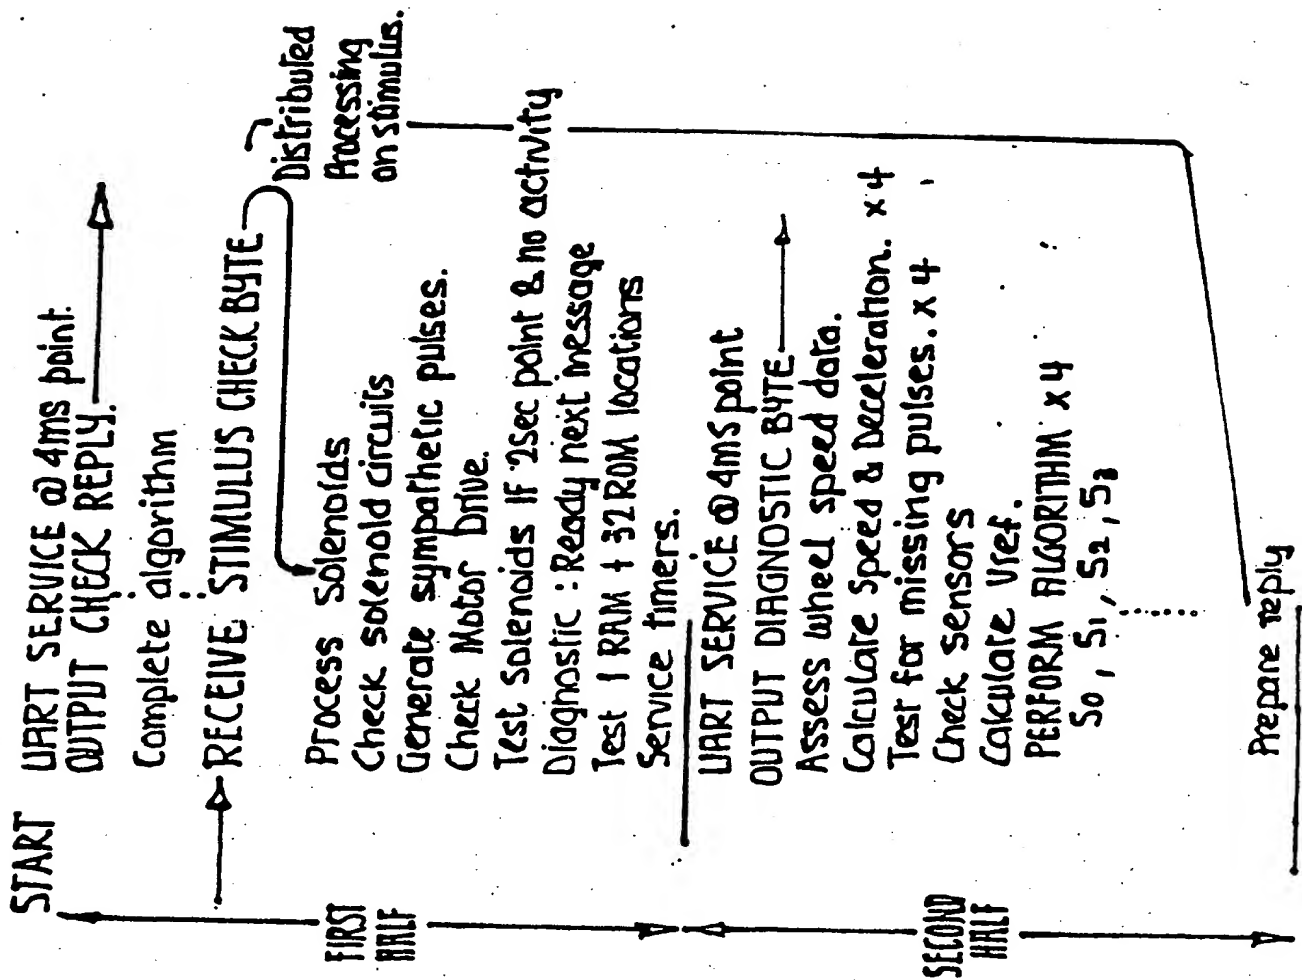 START
UART SERVICE @ 4ms point.
OUTPUT CHECK REPLY.
Complete algorithm
RECEIVE STIMULUS CHECK BYTE
Distributed
Processing
on stimulus.
Process Solenoids
Check solenoid circuits
Generate sympathetic pulses.
Check Motor Drive.
Test Solenoids IF 2Sec point & no activity
Diagnostic : Ready next message
Test 1 RAM + 32 ROM locations
Service timers.
FIRST
HALF
UART SERVICE @ 4ms point
OUTPUT DIAGNOSTIC BYTE
Assess wheel speed data.
Calculate Speed & Deceleration. x 4
Test for missing pulses. x 4
Check sensors
Calculate Vref.
PERFORM ALGORITHM x 4
S0, S1, S2, S3
SECOND
HALF
Prepare reply